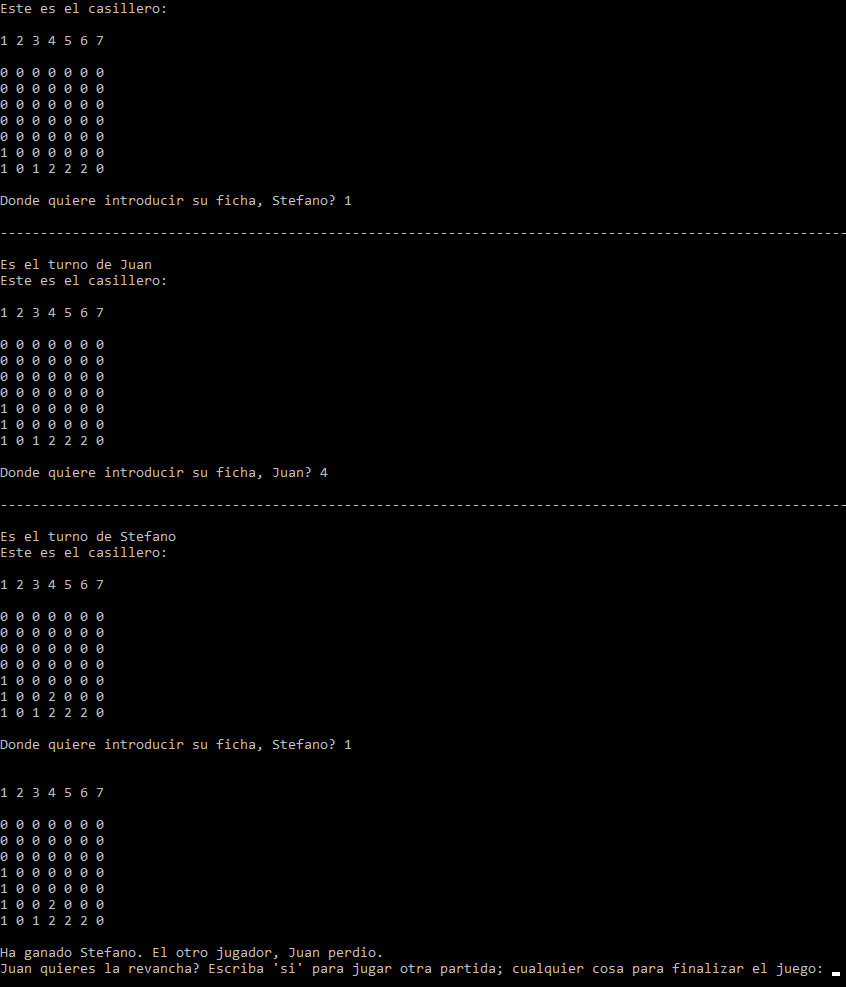 Este es el casillero:
1 2 3 4 5 6 7
0 0 0 0 0 0 0
0 0 0 0 0 0 0
0 0 0 0 0 0 0
0 0 0 0 0 0 0
0 0 0 0 0 0 0
1 0 0 0 0 0 0
1 0 1 2 2 2 0
Donde quiere introducir su ficha, Stefano? 1
----------------------------------------------------------------------------------------------------------
Es el turno de Juan
Este es el casillero:
1 2 3 4 5 6 7
0 0 0 0 0 0 0
0 0 0 0 0 0 0
0 0 0 0 0 0 0
0 0 0 0 0 0 0
1 0 0 0 0 0 0
1 0 0 0 0 0 0
1 0 1 2 2 2 0
Donde quiere introducir su ficha, Juan? 4
----------------------------------------------------------------------------------------------------------
Es el turno de Stefano
Este es el casillero:
1 2 3 4 5 6 7
0 0 0 0 0 0 0
0 0 0 0 0 0 0
0 0 0 0 0 0 0
0 0 0 0 0 0 0
1 0 0 0 0 0 0
1 0 0 2 0 0 0
1 0 1 2 2 2 0
Donde quiere introducir su ficha, Stefano? 1
1 2 3 4 5 6 7
0 0 0 0 0 0 0
0 0 0 0 0 0 0
0 0 0 0 0 0 0
1 0 0 0 0 0 0
1 0 0 0 0 0 0
1 0 0 2 0 0 0
1 0 1 2 2 2 0
Ha ganado Stefano. El otro jugador, Juan perdio.
Juan quieres la revancha? Escriba 'si' para jugar otra partida; cualquier cosa para finalizar el juego: